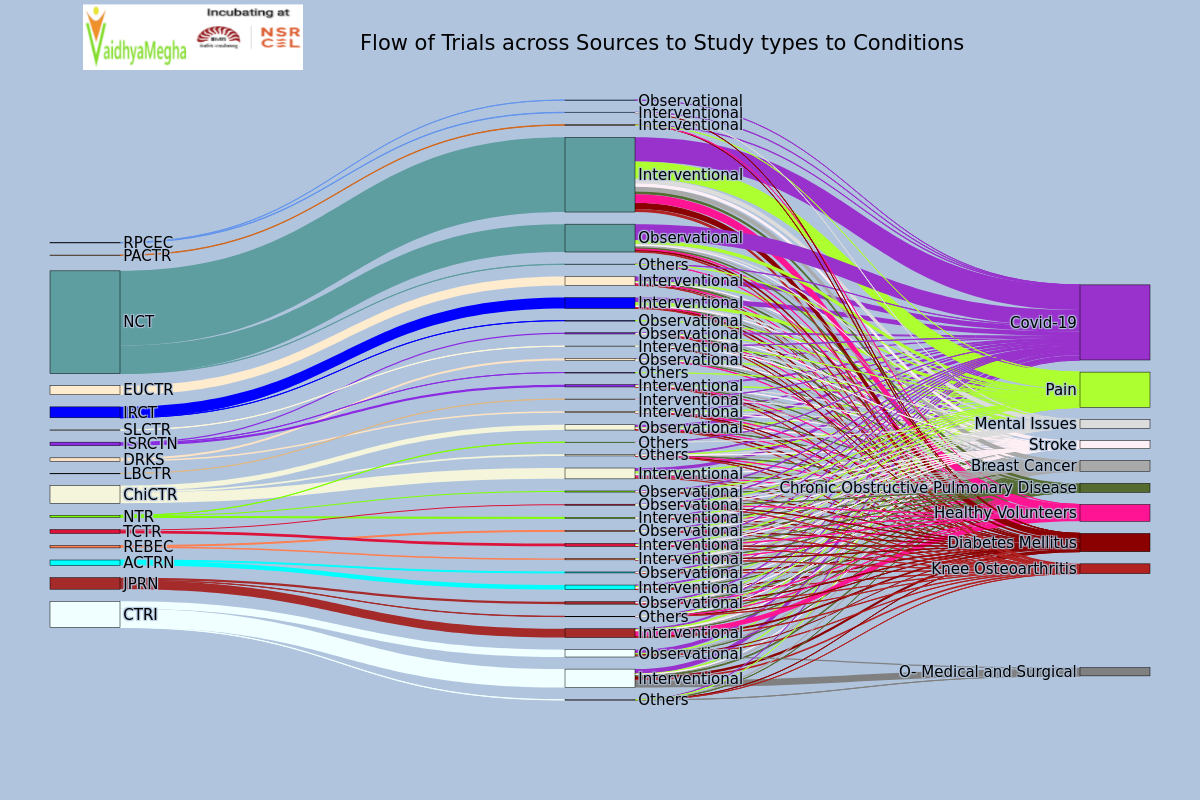 Incubating at
VaidhyaMegha
NSR
CEL
Flow of Trials across Sources to Study types to Conditions
RPCEC
PACTR
NCT
EUCTR
IRCT
SLCTR
ISRCTN
DRKS
LBCTR
ChiCTR
NTR
TCTR
REBEC
ACTRN
JPRN
CTRI
Observational
Interventional
Interventional
Interventional
Observational
Others
Interventional
Interventional
Observational
Observational
Interventional
Observational
Others
Interventional
Interventional
Interventional
Observational
Others
Others
Interventional
Observational
Observational
Interventional
Observational
Interventional
Interventional
Observational
Interventional
Observational
Others
Interventional
Observational
Interventional
Others
Covid-19
Pain
Mental Issues
Stroke
Breast Cancer
Chronic Obstructive Pulmonary Disease
Healthy Volunteers
Diabetes Mellitus
Knee Osteoarthritis
O- Medical and Surgical